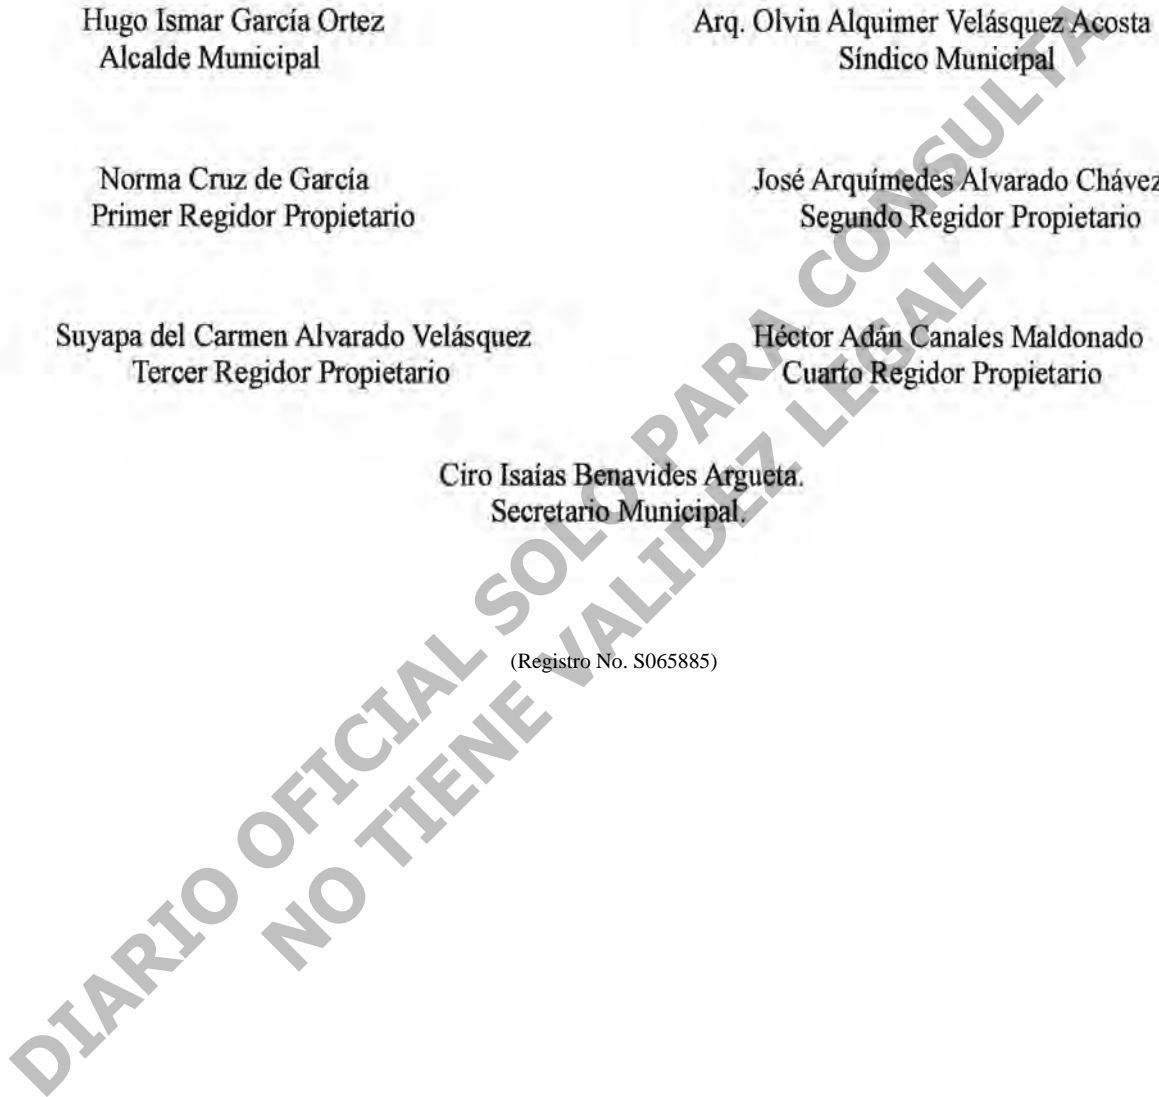 Hugo Ismar García Ortez
Alcalde Municipal
Arq. Olvin Alquimer Velásquez Acosta
Síndico Municipal
Norma Cruz de García
Primer Regidor Propietario
José Arquímedes Alvarado Chávez
Segundo Regidor Propietario
Suyapa del Carmen Alvarado Velásquez
Tercer Regidor Propietario
Héctor Adán Canales Maldonado
Cuarto Regidor Propietario
Ciro Isaías Benavides Argueta.
Secretario Municipal.
(Registro No. S065885)
DIARIO OFICIAL SOLO PARA CONSULTA
NO TIENE VALIDEZ LEGAL